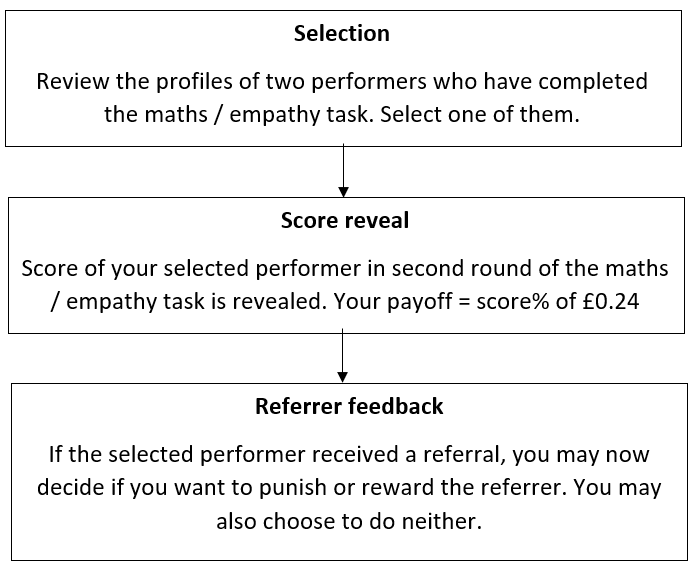 Selection
Review the profiles of two performers who have completed
the maths / empathy task. Select one of them.
Score reveal
Score of your selected performer in second round of the maths
/ empathy task is revealed. Your payoff = score% of £0.24
Referrer feedback
If the selected performer received a referral, you may now
decide if you want to punish or reward the referrer. You may
also choose to do neither.